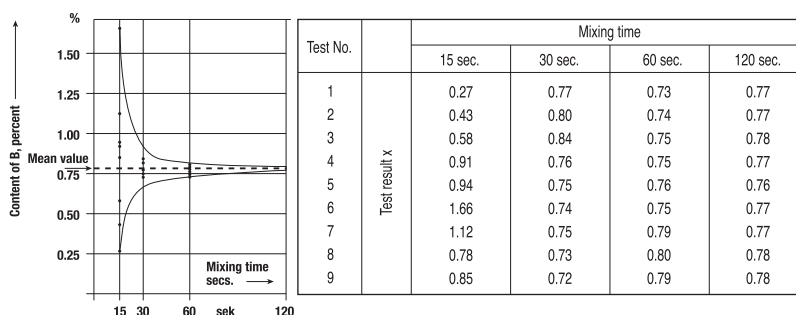 %
1.50
1.25
1.00
Mean value
0.75
0.50
0.25
Content of B, percent
Mixing time
secs.
15 30 60 sek 120
Test No. Mixing time
15 sec. 30 sec. 60 sec. 120 sec.
Test result x
1 0.27 0.77 0.73 0.77
2 0.43 0.80 0.74 0.77
3 0.58 0.84 0.75 0.78
4 0.91 0.76 0.75 0.77
5 0.94 0.75 0.76 0.76
6 1.66 0.74 0.75 0.77
7 1.12 0.75 0.79 0.77
8 0.78 0.73 0.80 0.78
9 0.85 0.72 0.79 0.78